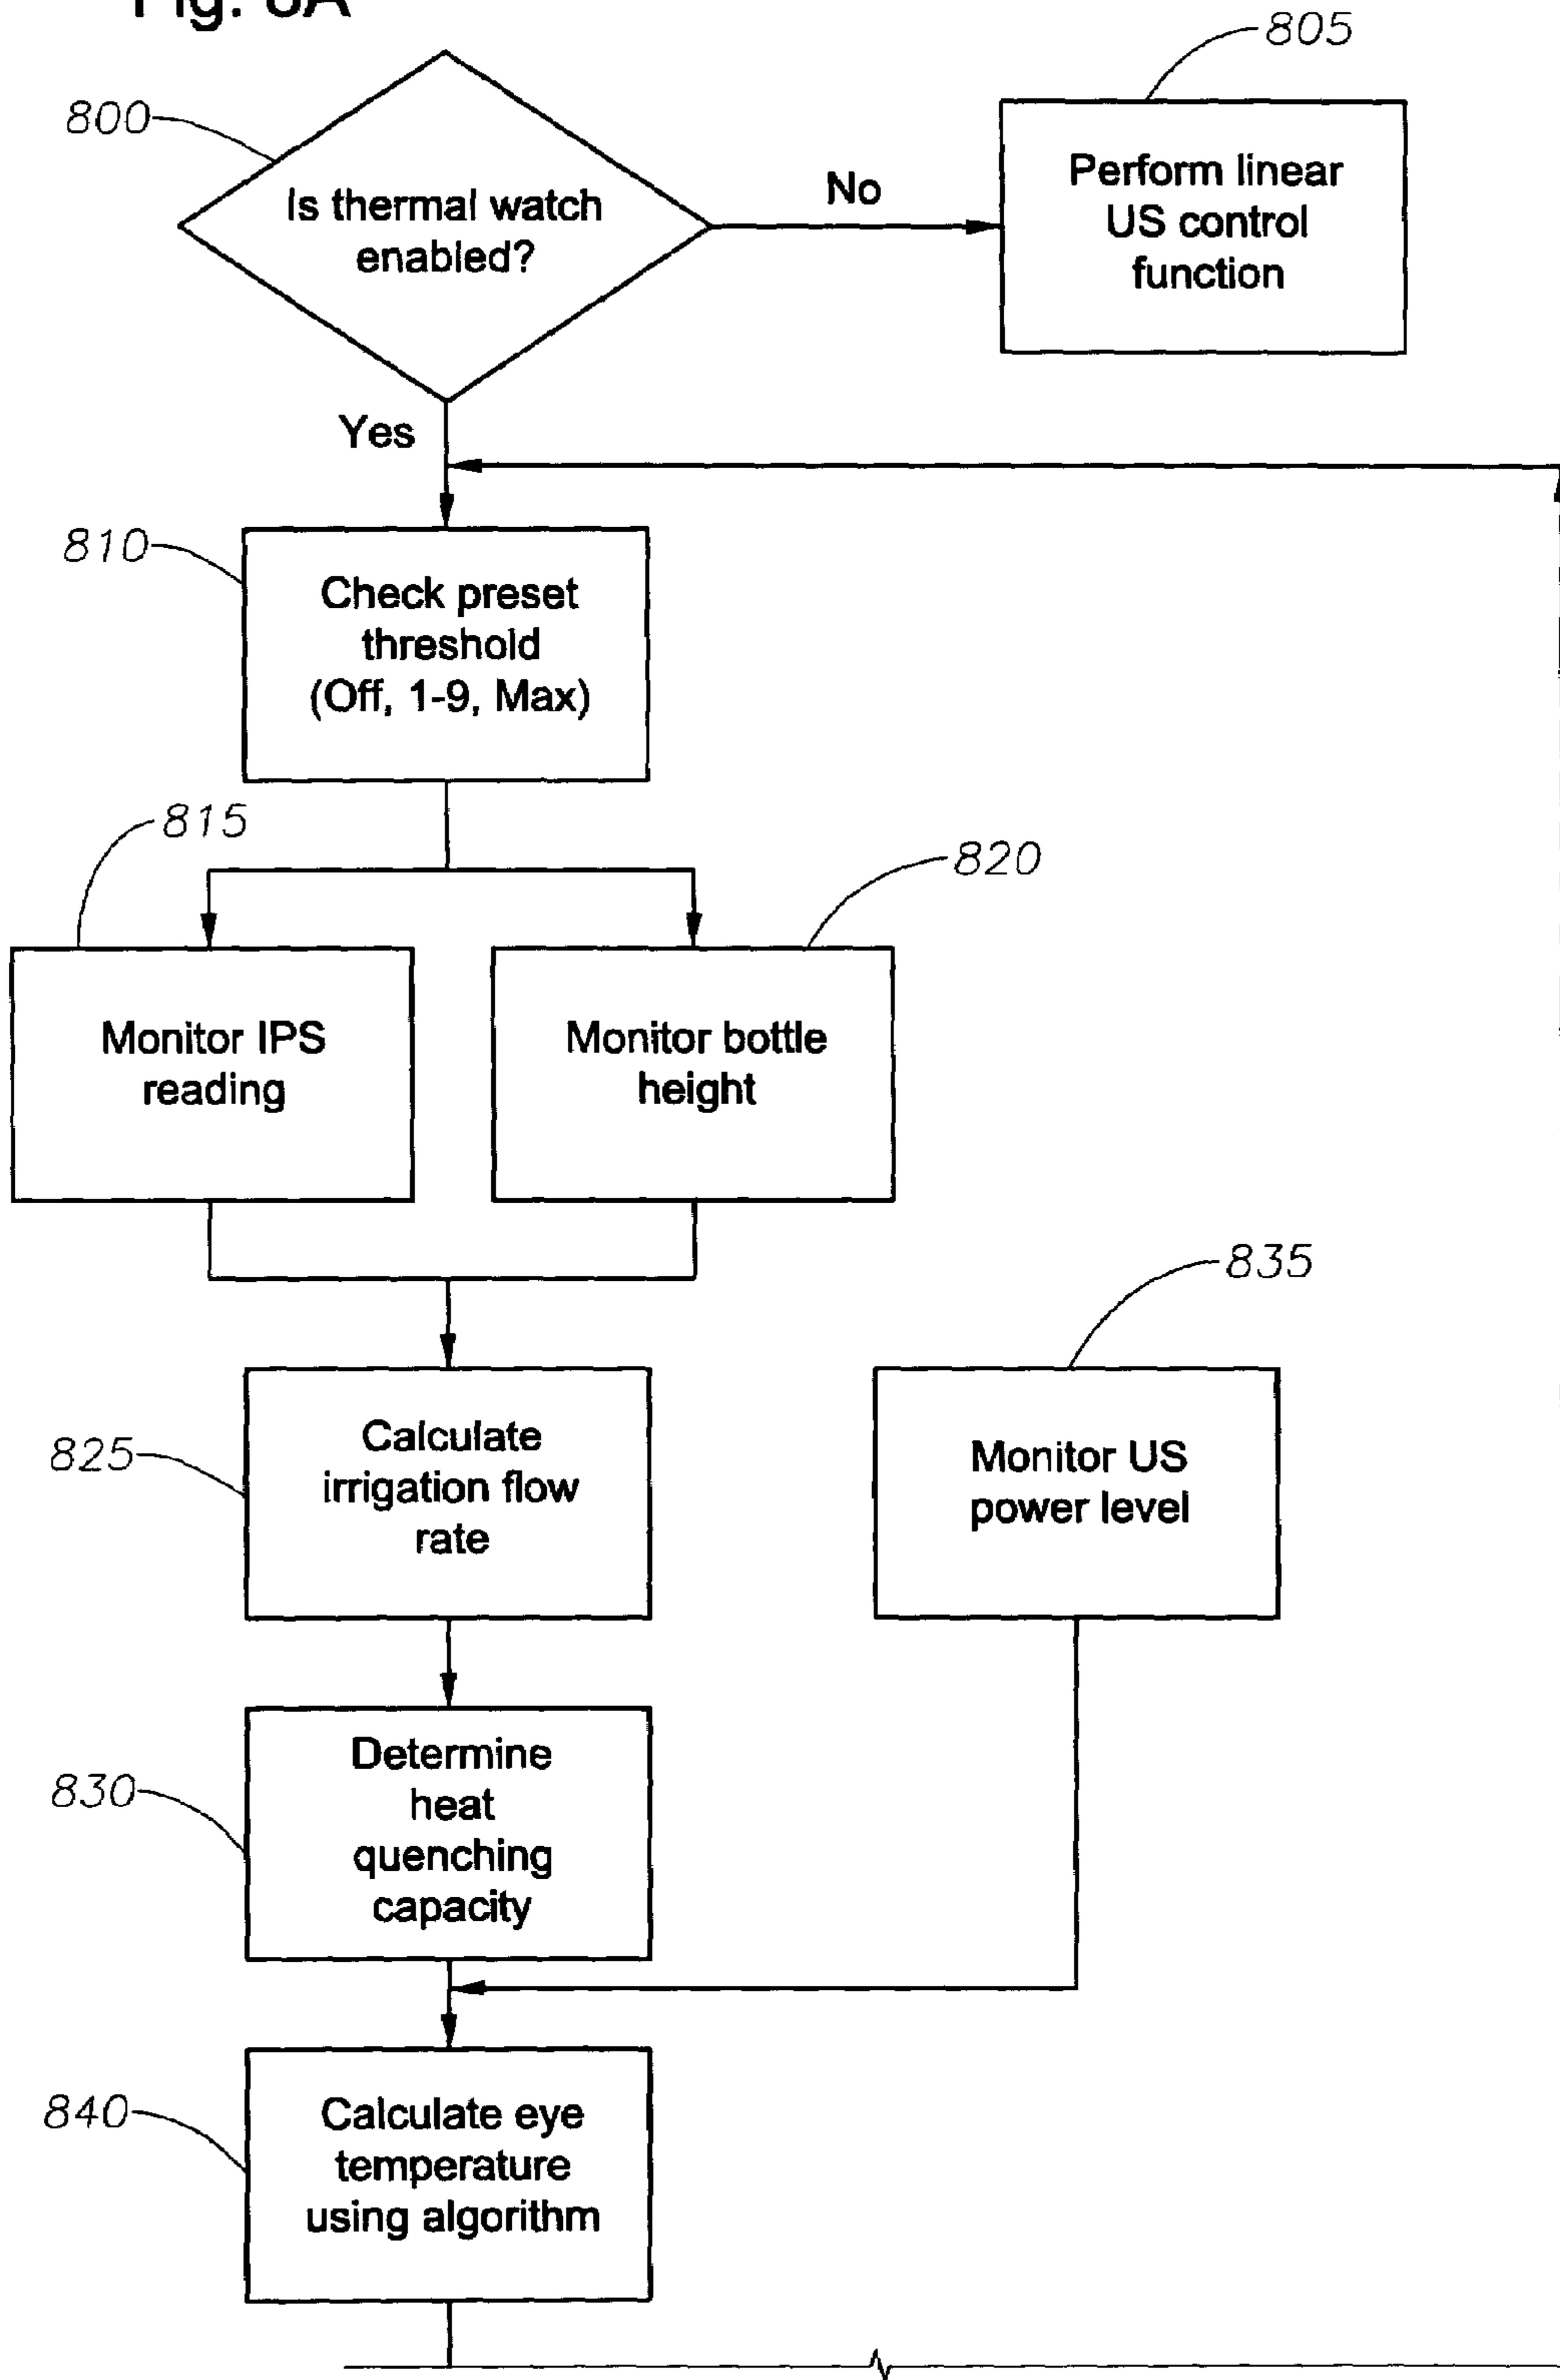 Fig. 8A
805
800
Is thermal watch
enabled?
No
Perform linear
US control
function
Yes
810
Check preset
threshold
(Off, 1-9, Max)
815
820
Monitor IPS
reading
Monitor bottle
height
835
825
Calculate
irrigation flow
rate
Monitor US
power level
830
Determine
heat
quenching
capacity
840
Calculate eye
temperature
using algorithm